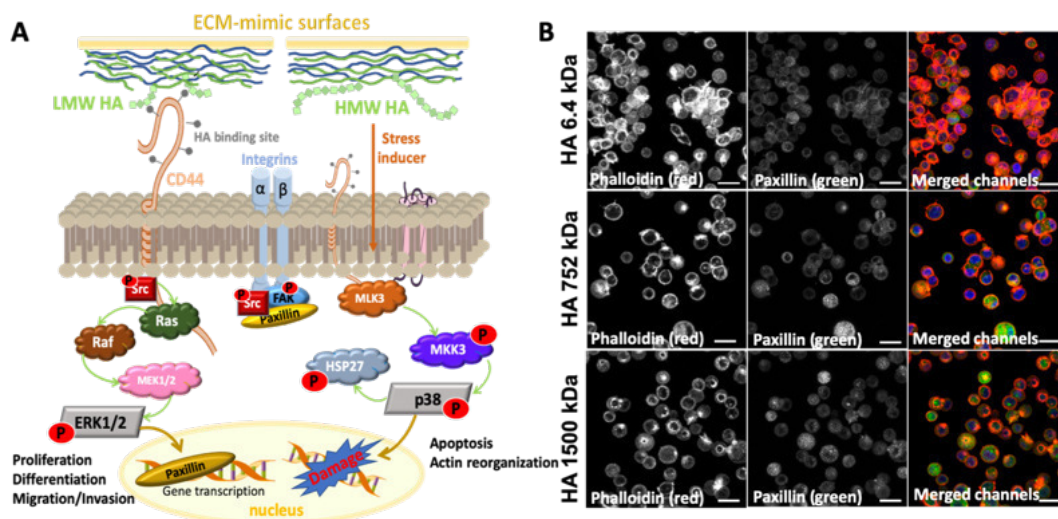 A
ECM-mimic surfaces
LMW HA
HMW HA
HA binding site
CD44
Integrins
α
β
Stress
inducer
P
Src
Ras
Raf
MEK1/2
P
ERK1/2
P
Src
P
FAK
Paxillin
MLK3
MKK3
P
HSP27
P
p38
P
Proliferation
Differentiation
Migration/Invasion
Paxillin
Gene transcription
Damage
nucleus
Apoptosis
Actin reorganization
B
HA 6.4 kDa
Phalloidin (red)
Paxillin (green)
Merged channels
HA 752 kDa
Phalloidin (red)
Paxillin (green)
Merged channels
HA 1500 kDa
Phalloidin (red)
Paxillin (green)
Merged channels